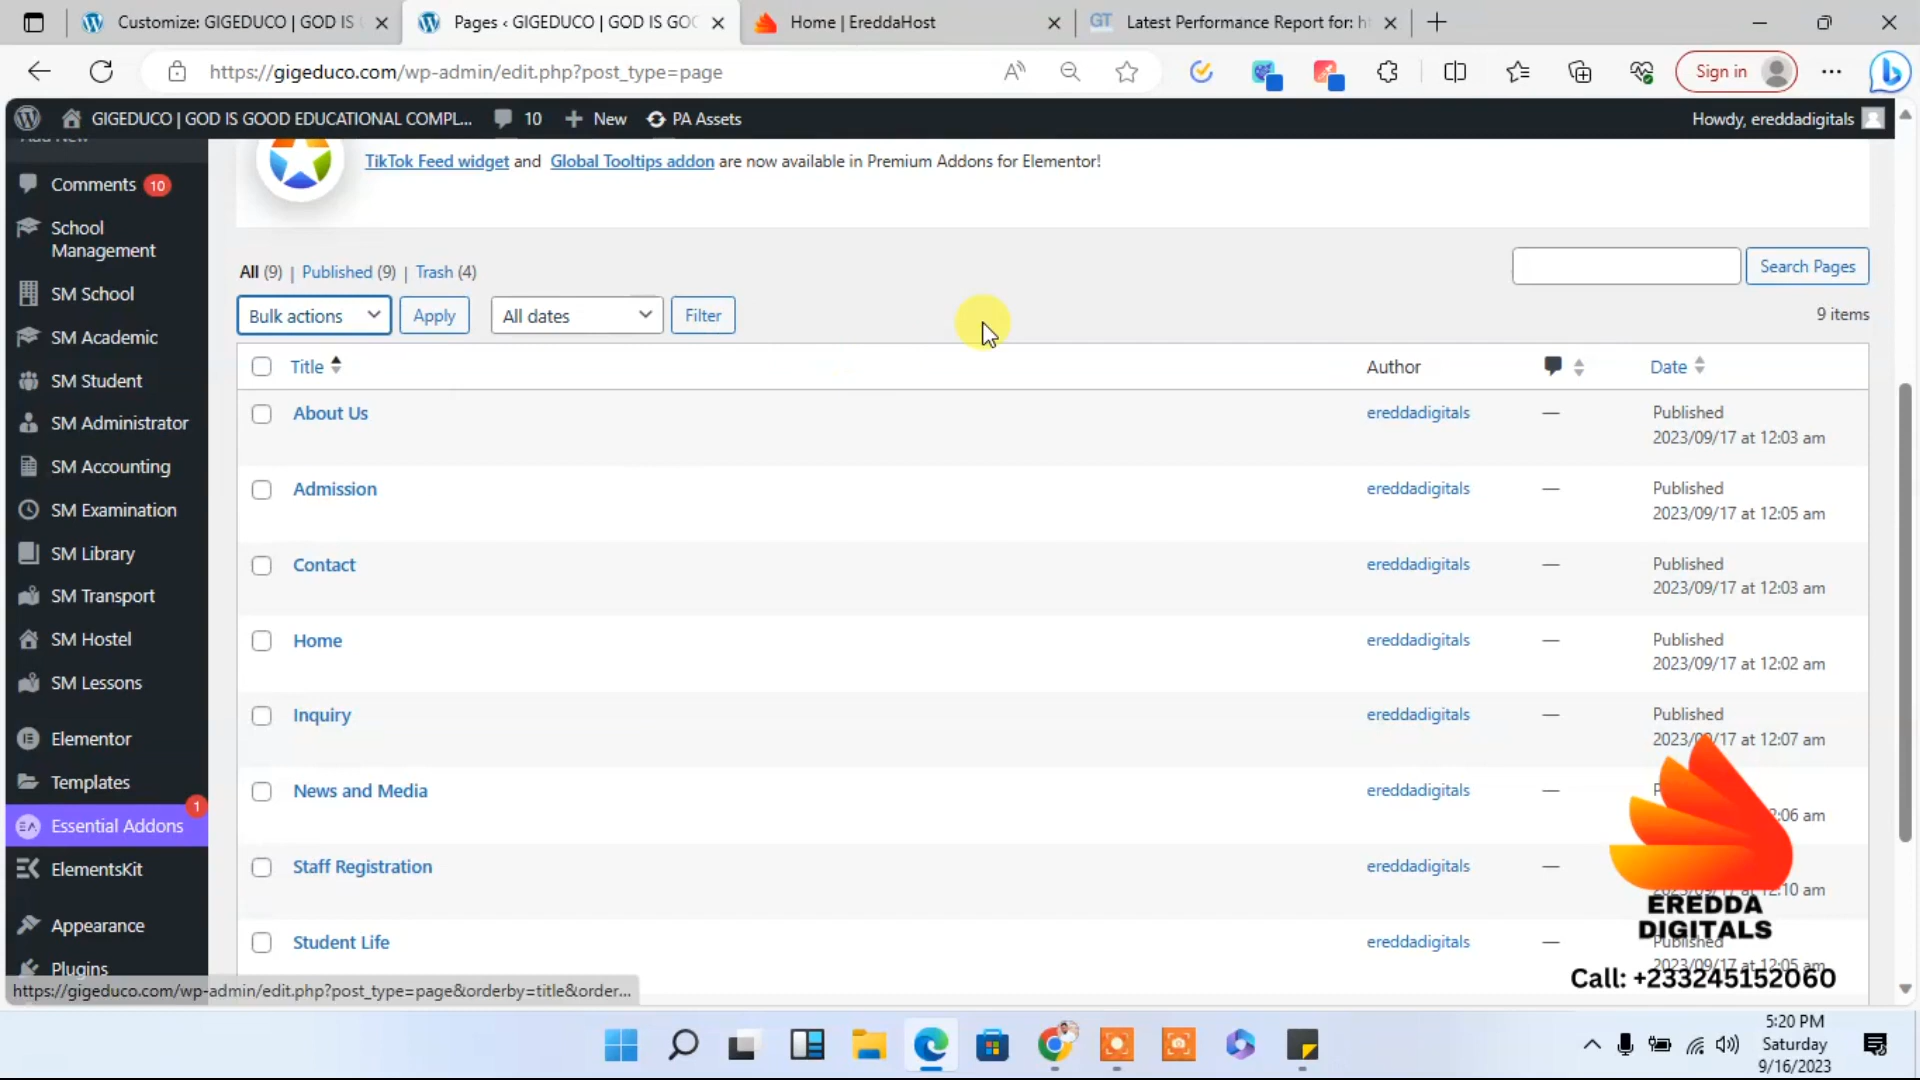 Customize: GIGEDUCO | GOD IS
Pages ‹ GIGEDUCO | GOD IS GOO
Home | EreddaHost
GT Latest Performance Report for: h
https://gigeduco.com/wp-admin/edit.php?post_type=page
Sign in
GIGEDUCO | GOD IS GOOD EDUCATIONAL COMPL... 10 New PA Assets
Howdy, ereddadigitals
TikTok Feed widget and Global Tooltips addon are now available in Premium Addons for Elementor!
Comments 10
School
Management
SM School
SM Academic
SM Student
SM Administrator
SM Accounting
SM Examination
SM Library
SM Transport
SM Hostel
SM Lessons
Elementor
Templates
1
Essential Addons
ElementsKit
Appearance
Plugins
All (9) | Published (9) | Trash (4)
Search Pages
Bulk actions Apply All dates Filter
9 items
Title Author Date
About Us ereddadigitals — Published
2023/09/17 at 12:03 am
Admission ereddadigitals — Published
2023/09/17 at 12:05 am
Contact ereddadigitals — Published
2023/09/17 at 12:03 am
Home ereddadigitals — Published
2023/09/17 at 12:02 am
Inquiry ereddadigitals — Published
2023/09/17 at 12:07 am
News and Media ereddadigitals —
2:06 am
Staff Registration ereddadigitals —
12:10 am
Student Life ereddadigitals — Published
2023/09/17 at 12:05 am
EREDDA
DIGITALS
Call: +233245152060
https://gigeduco.com/wp-admin/edit.php?post_type=page&orderby=title&order...
5:20 PM
Saturday
9/16/2023